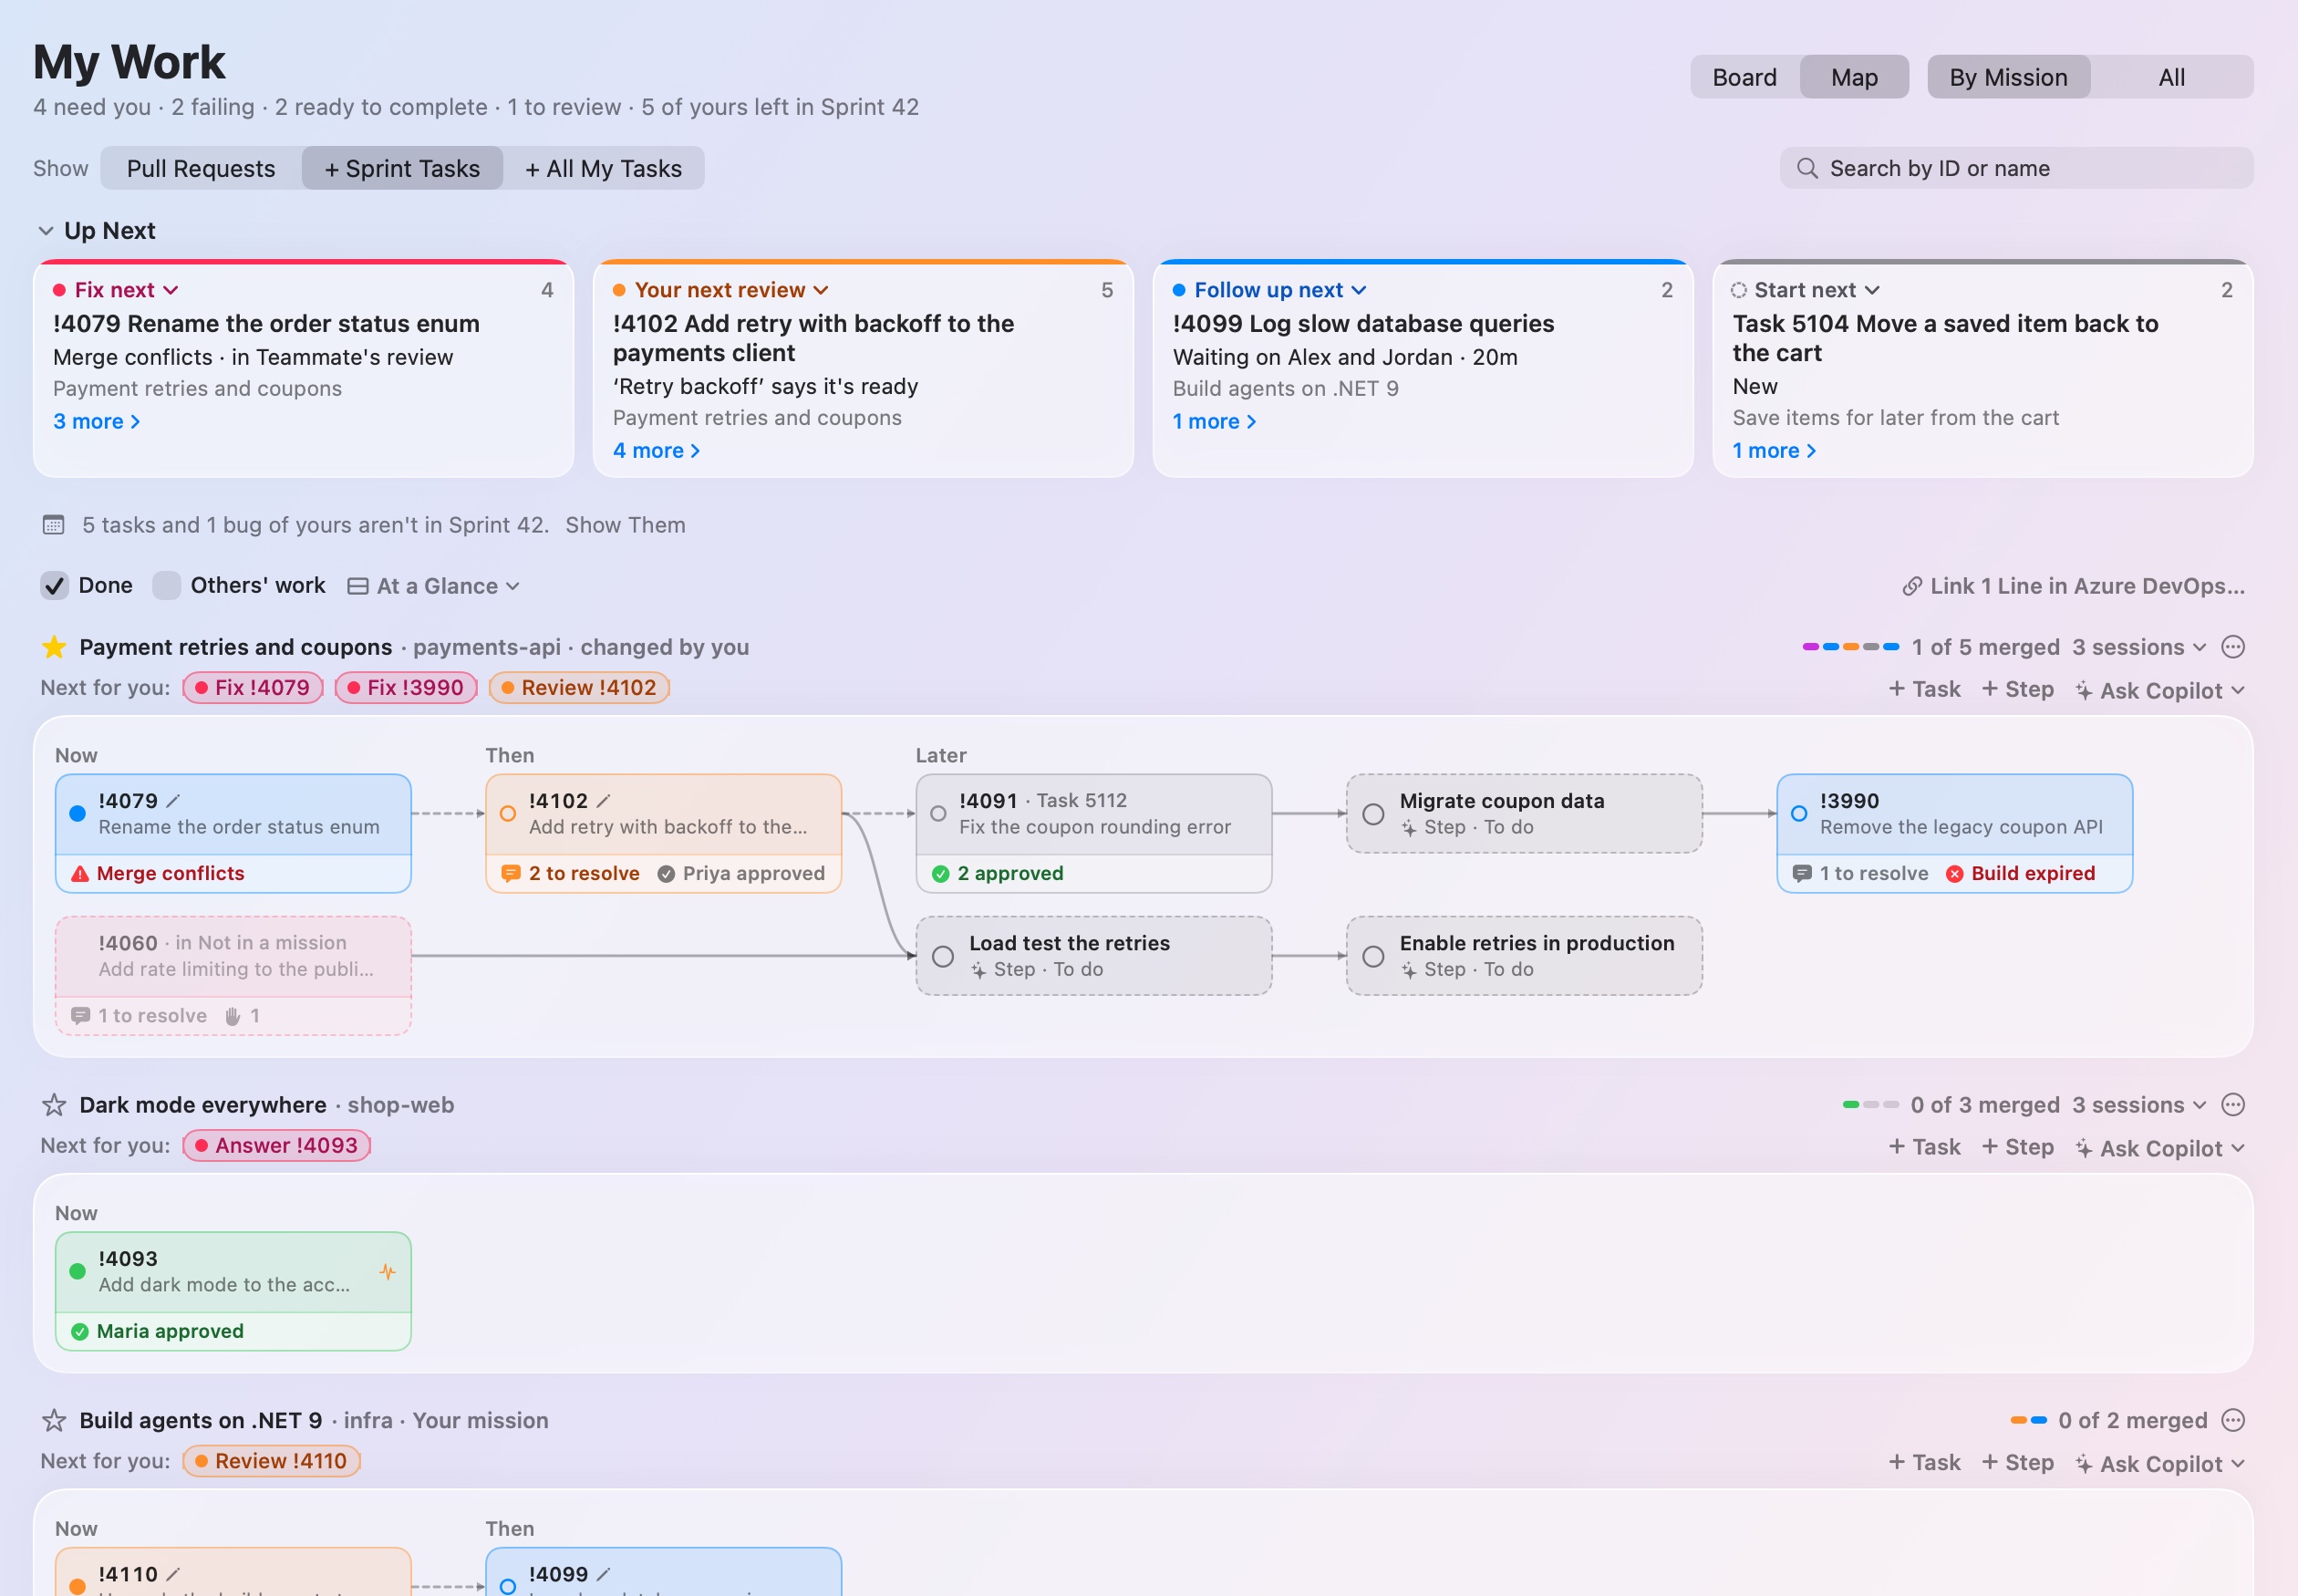 My Work
4 need you · 2 failing · 2 ready to complete · 1 to review · 5 of yours left in Sprint 42
Board
Map
By Mission
All
Show
Pull Requests
+ Sprint Tasks
+ All My Tasks
Search by ID or name
Up Next
Fix next
4
!4079 Rename the order status enum
Merge conflicts · in Teammate's review
Payment retries and coupons
3 more
Your next review
5
!4102 Add retry with backoff to the
payments client
‘Retry backoff’ says it's ready
Payment retries and coupons
4 more
Follow up next
2
!4099 Log slow database queries
Waiting on Alex and Jordan · 20m
Build agents on .NET 9
1 more
Start next
2
Task 5104 Move a saved item back to
the cart
New
Save items for later from the cart
1 more
5 tasks and 1 bug of yours aren't in Sprint 42. Show Them
Done
Others' work
At a Glance
Link 1 Line in Azure DevOps...
Payment retries and coupons · payments-api · changed by you
1 of 5 merged
3 sessions
Next for you:
Fix !4079
Fix !3990
Review !4102
+ Task
+ Step
Ask Copilot
Now
Then
Later
!4079
Rename the order status enum
Merge conflicts
!4102
Add retry with backoff to the...
2 to resolve
Priya approved
!4091 · Task 5112
Fix the coupon rounding error
2 approved
Migrate coupon data
Step · To do
!3990
Remove the legacy coupon API
1 to resolve
Build expired
!4060 · in Not in a mission
Add rate limiting to the publi...
1 to resolve
1
Load test the retries
Step · To do
Enable retries in production
Step · To do
Dark mode everywhere · shop-web
0 of 3 merged
3 sessions
Next for you:
Answer !4093
+ Task
+ Step
Ask Copilot
Now
!4093
Add dark mode to the acc...
Maria approved
Build agents on .NET 9 · infra · Your mission
0 of 2 merged
Next for you:
Review !4110
+ Task
+ Step
Ask Copilot
Now
Then
!4110
!4099